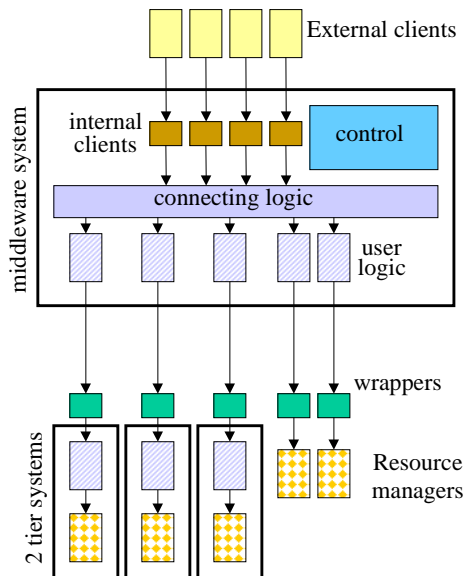 External clients
middleware system
internal
clients
control
connecting logic
user
logic
wrappers
2 tier systems
Resource
managers